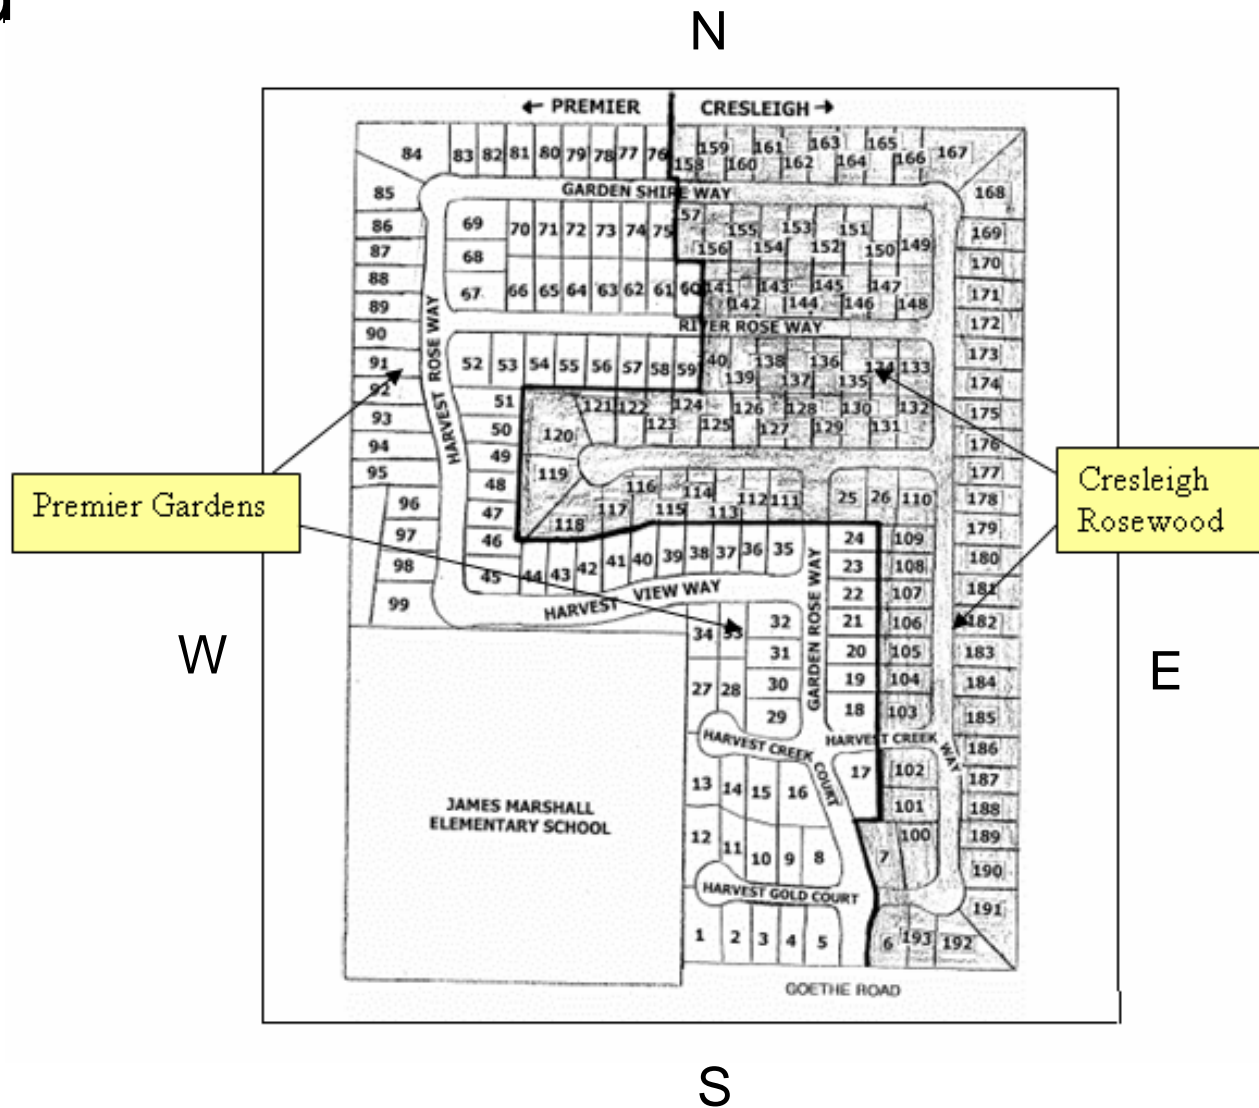 N
← PREMIER CRESLEIGH →
84 83 82 81 80 79 78 77 76 158 159 160 161 162 163 164 165 166 167
85 GARDEN SHIRE WAY 168
86 69 70 71 72 73 74 75 57 156 155 154 153 152 151 150 149 169
87 68 170
88 67 66 65 64 63 62 61 60 141 142 143 144 145 146 147 148 171
89 RIVER ROSE WAY 172
90 HARVEST ROSE WAY 173
91 52 53 54 55 56 57 58 59 40 139 138 137 136 135 134 133 174
92 51 121 122 123 124 125 126 127 128 129 130 131 132 175
93 50 120 176
94 49 119 177
95 48 116 114 112 111 25 26 110 178
96 47 118 117 115 113 179
97 46 45 44 43 42 41 40 39 38 37 36 35 24 109 180
98 23 108 181
99 HARVEST VIEW WAY 22 107
34 33 32 GARDEN ROSE WAY 21 106 182
31 20 105 183
27 28 30 19 104 184
29 18 103 185
HARVEST CREEK COURT HARVEST CREEK WAY 186
13 14 15 16 17 102 187
101 188
12 11 10 9 8 7 100 189
190
HARVEST GOLD COURT 191
1 2 3 4 5 6 193 192
GOETHE ROAD
JAMES MARSHALL
ELEMENTARY SCHOOL
Premier Gardens
Cresleigh
Rosewood
W
E
S